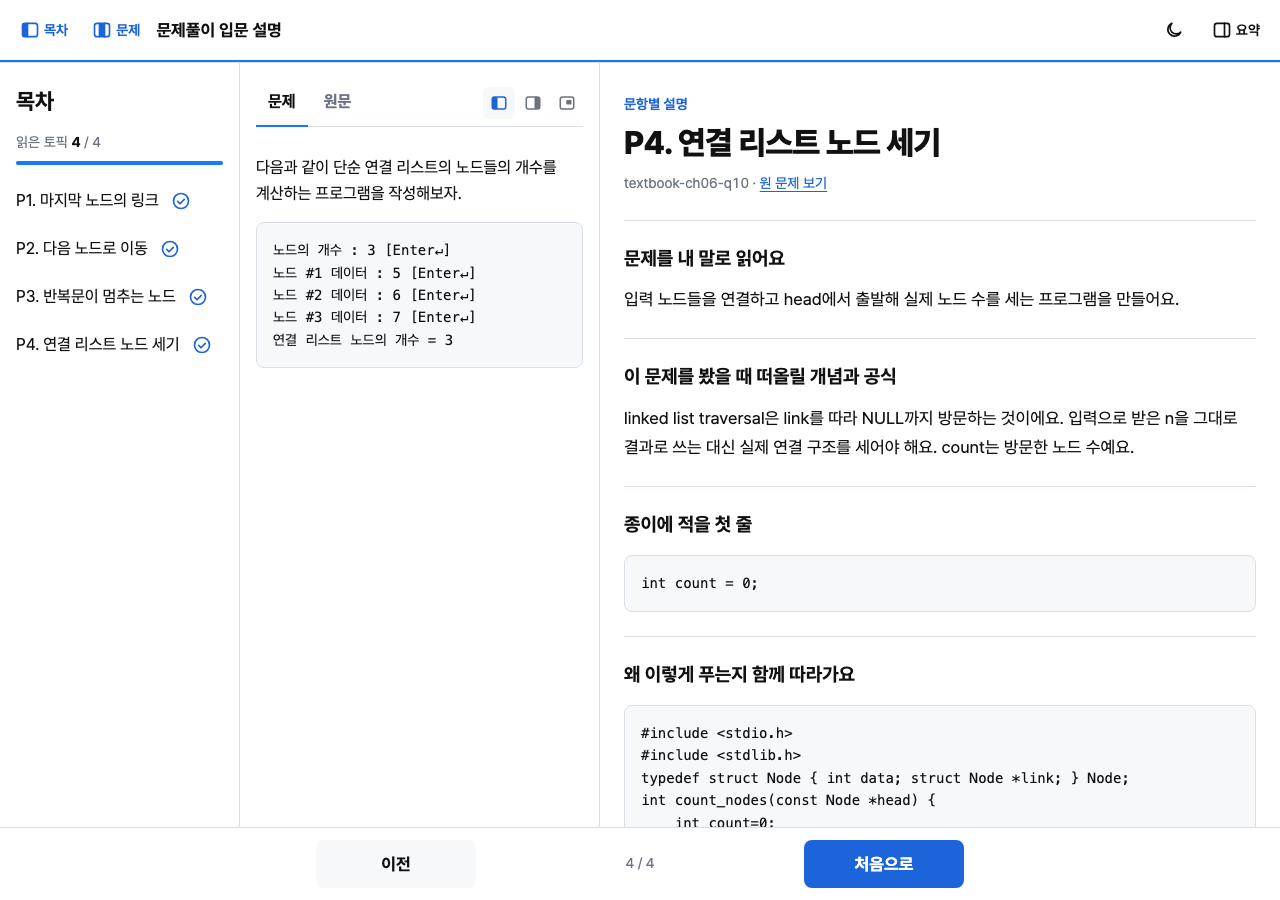 목차
문제
문제풀이 입문 설명
요약
목차
읽은 토픽 4 / 4
P1. 마지막 노드의 링크
P2. 다음 노드로 이동
P3. 반복문이 멈추는 노드
P4. 연결 리스트 노드 세기
문제
원문
다음과 같이 단순 연결 리스트의 노드들의 개수를
계산하는 프로그램을 작성해보자.
노드의 개수 : 3 [Enter↵]
노드 #1 데이터 : 5 [Enter↵]
노드 #2 데이터 : 6 [Enter↵]
노드 #3 데이터 : 7 [Enter↵]
연결 리스트 노드의 개수 = 3
문항별 설명
P4. 연결 리스트 노드 세기
textbook-ch06-q10 · 원 문제 보기
문제를 내 말로 읽어요
입력 노드들을 연결하고 head에서 출발해 실제 노드 수를 세는 프로그램을 만들어요.
이 문제를 봤을 때 떠올릴 개념과 공식
linked list traversal은 link를 따라 NULL까지 방문하는 것이에요. 입력으로 받은 n을 그대로
결과로 쓰는 대신 실제 연결 구조를 세어야 해요. count는 방문한 노드 수예요.
종이에 적을 첫 줄
int count = 0;
왜 이렇게 푸는지 함께 따라가요
#include <stdio.h>
#include <stdlib.h>
typedef struct Node { int data; struct Node *link; } Node;
int count_nodes(const Node *head) {
int count=0;
이전
4 / 4
처음으로